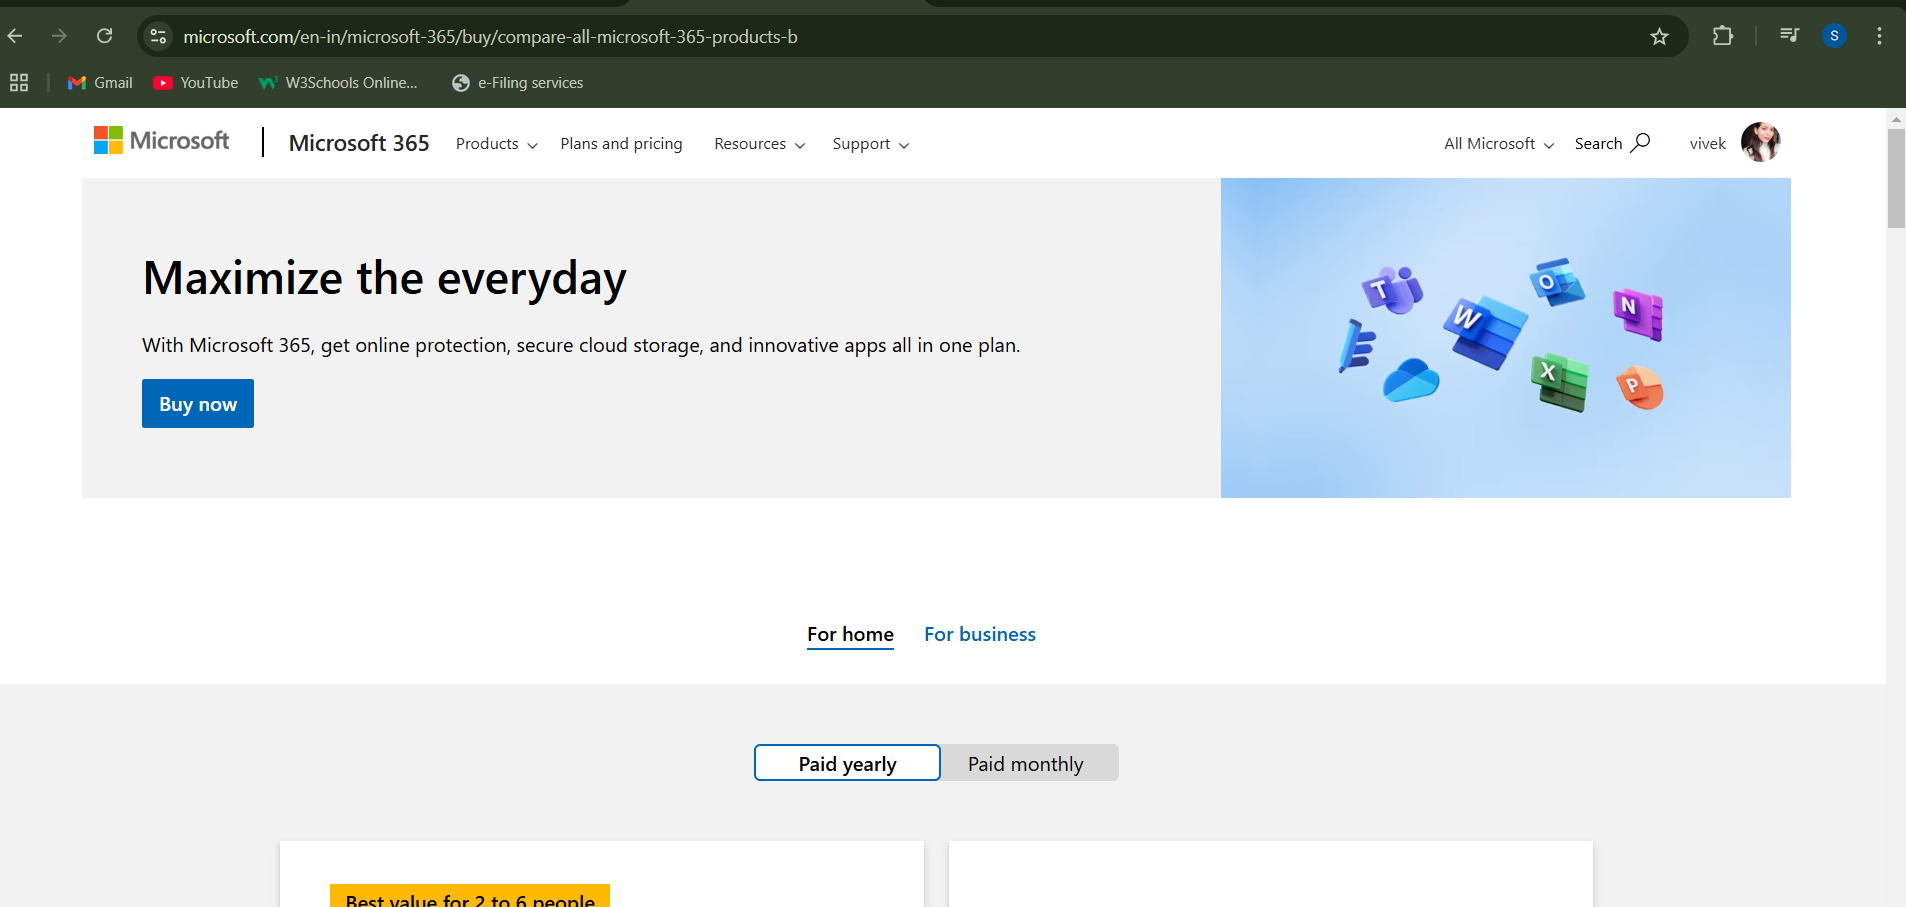 microsoft.com/en-in/microsoft-365/buy/compare-all-microsoft-365-products-b
S
Gmail
YouTube
W3Schools Online...
e-Filing services
Microsoft
Microsoft 365
Products
Plans and pricing
Resources
Support
All Microsoft
Search
vivek
Maximize the everyday
With Microsoft 365, get online protection, secure cloud storage, and innovative apps all in one plan.
Buy now
T
W
O
N
X
P
For home
For business
Paid yearly
Paid monthly
Best value for 2 to 6 people